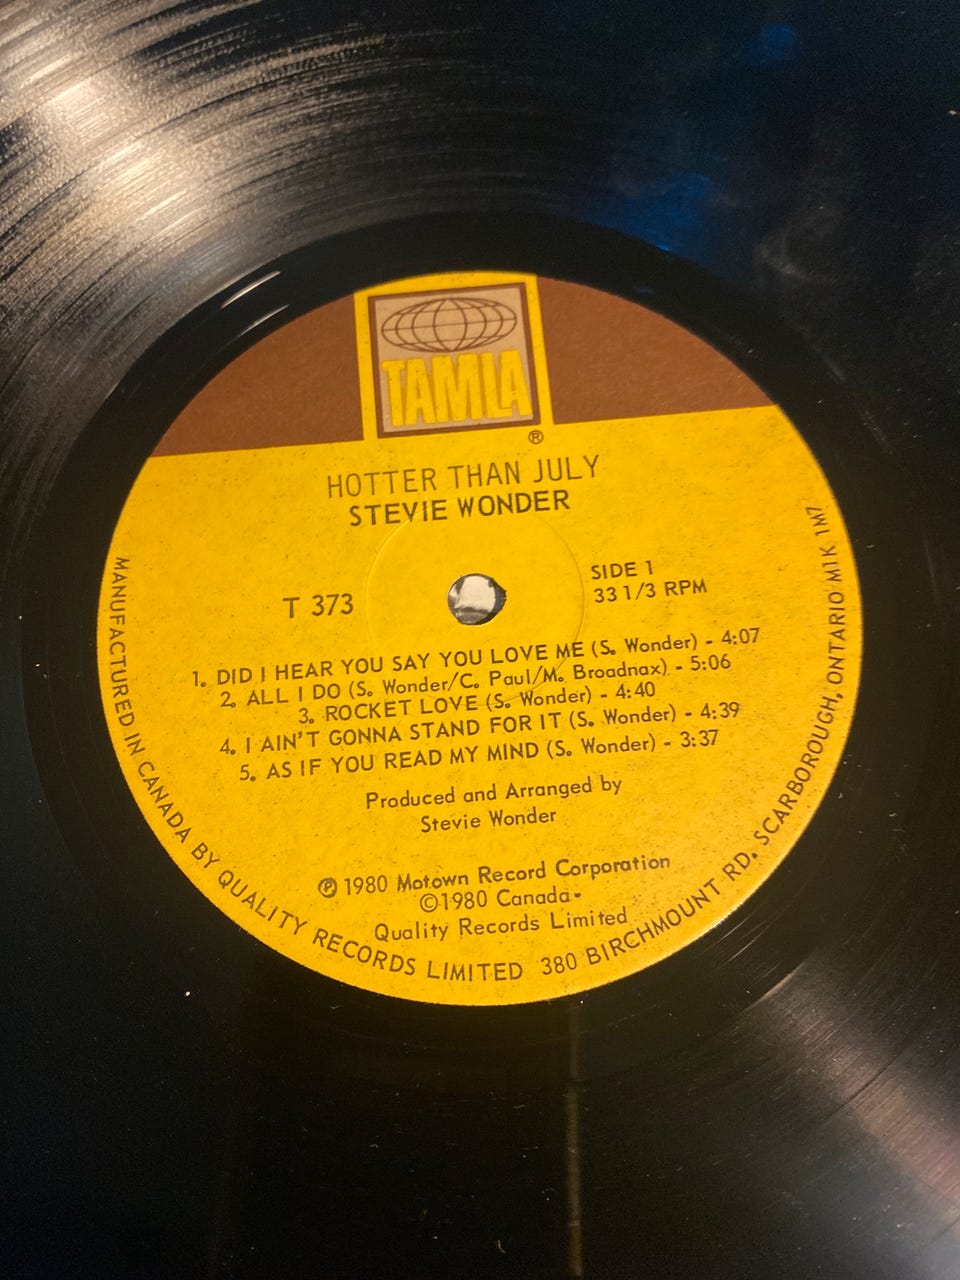 TAMLA
®
HOTTER THAN JULY
STEVIE WONDER
T 373
SIDE 1
33 1/3 RPM
1. DID I HEAR YOU SAY YOU LOVE ME (S. Wonder) - 4:07
2. ALL I DO (S. Wonder/C. Paul/M. Broadnax) - 5:06
3. ROCKET LOVE (S. Wonder) - 4:40
4. I AIN'T GONNA STAND FOR IT (S. Wonder) - 4:39
5. AS IF YOU READ MY MIND (S. Wonder) - 3:37
Produced and Arranged by
Stevie Wonder
℗ 1980 Motown Record Corporation
©1980 Canada.
Quality Records Limited
MANUFACTURED IN CANADA BY QUALITY RECORDS LIMITED 380 BIRCHMOUNT RD. SCARBOROUGH, ONTARIO M1K 1M7